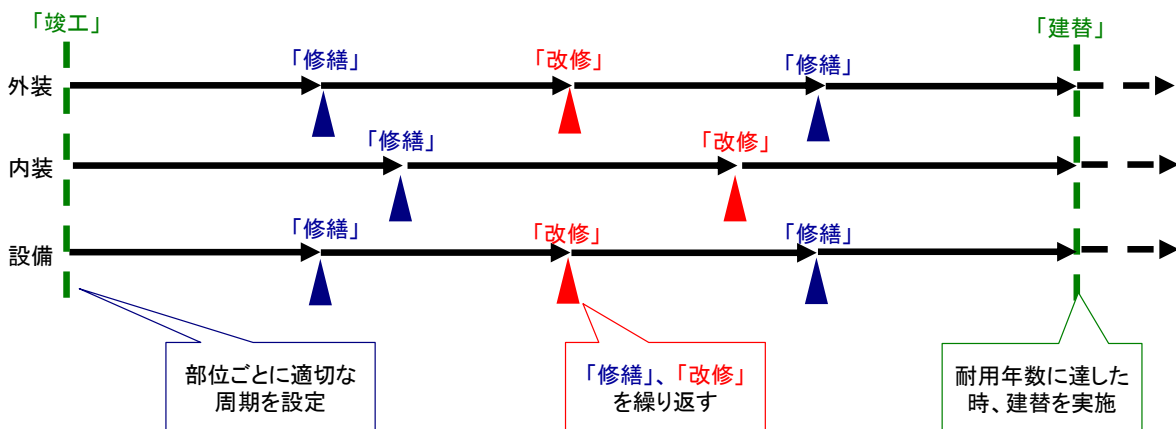 「竣工」
「建替」
「修繕」
「改修」
「修繕」
外装
「修繕」
「改修」
内装
「修繕」
「改修」
「修繕」
設備
部位ごとに適切な
周期を設定
「修繕」、「改修」
を繰り返す
耐用年数に達した
時、建替を実施